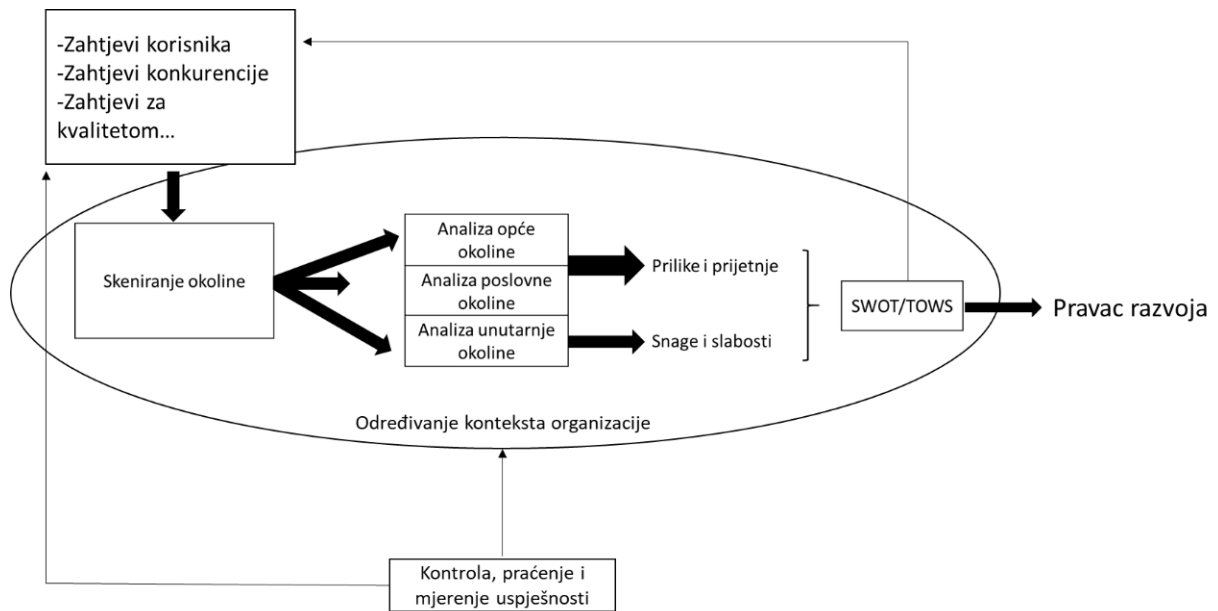 -Zahtjevi korisnika
-Zahtjevi konkurencije
-Zahtjevi za
kvalitetom...
Skeniranje okoline
Analiza opće
okoline
Analiza poslovne
okoline
Analiza unutarnje
okoline
Prilike i prijetnje
Snage i slabosti
SWOT/TOWS
Pravac razvoja
Određivanje konteksta organizacije
Kontrola, praćenje i
mjerenje uspješnosti